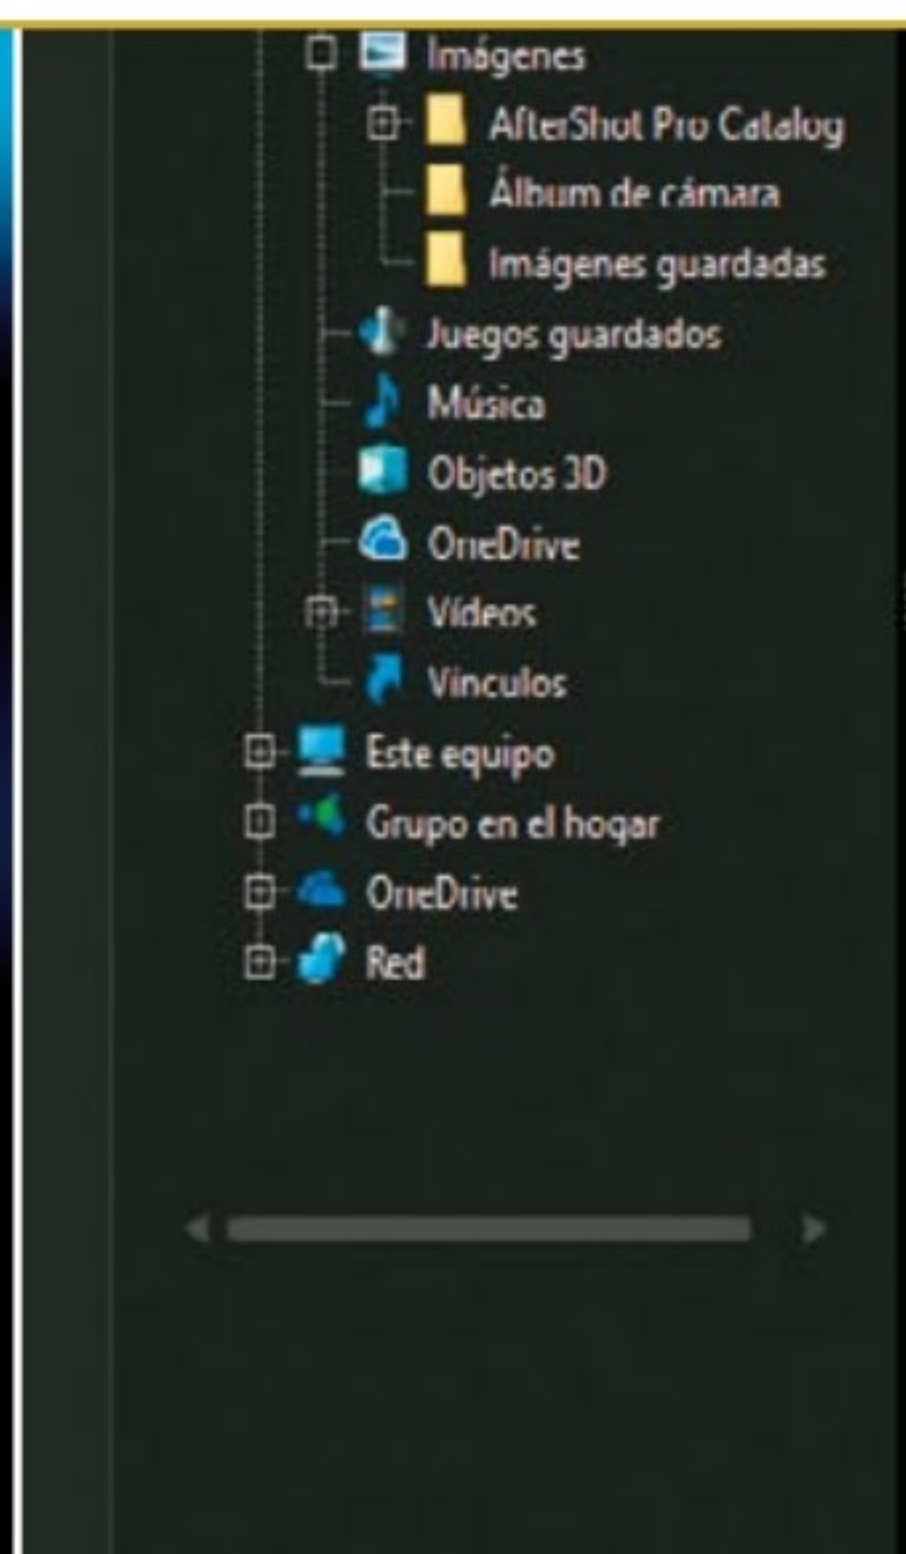 Imágenes
AfterShot Pro Catalog
Álbum de cámara
Imágenes guardadas
Juegos guardados
Música
Objetos 3D
OneDrive
Vídeos
Vínculos
Este equipo
Grupo en el hogar
OneDrive
Red